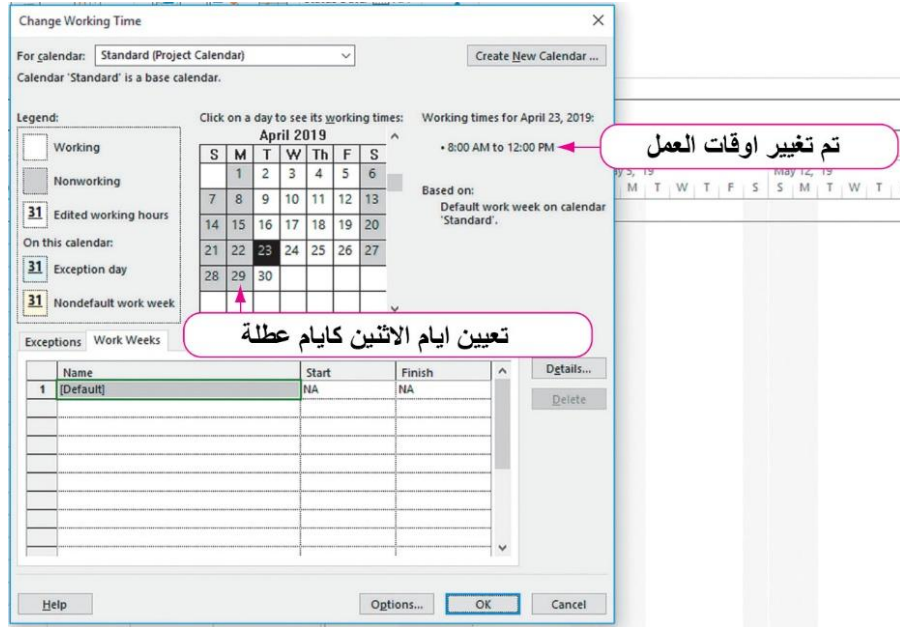 Change Working Time
For calendar: Standard (Project Calendar) Create New Calendar ...
Calendar 'Standard' is a base calendar.
Legend:
Working
Nonworking
31 Edited working hours
On this calendar:
31 Exception day
31 Nondefault work week
Click on a day to see its working times:
April 2019
S M T W Th F S
1 2 3 4 5 6
7 8 9 10 11 12 13
14 15 16 17 18 19 20
21 22 23 24 25 26 27
28 29 30
Working times for April 23, 2019:
• 8:00 AM to 12:00 PM
Based on:
Default work week on calendar
'Standard'.
تم تغيير اوقات العمل
تعيين ايام الاثنين كايام عطلة
May 12, '19
M T W T F S S M T W T
Exceptions Work Weeks
Name Start Finish
1 [Default] NA NA
Details...
Delete
Help Options... OK Cancel